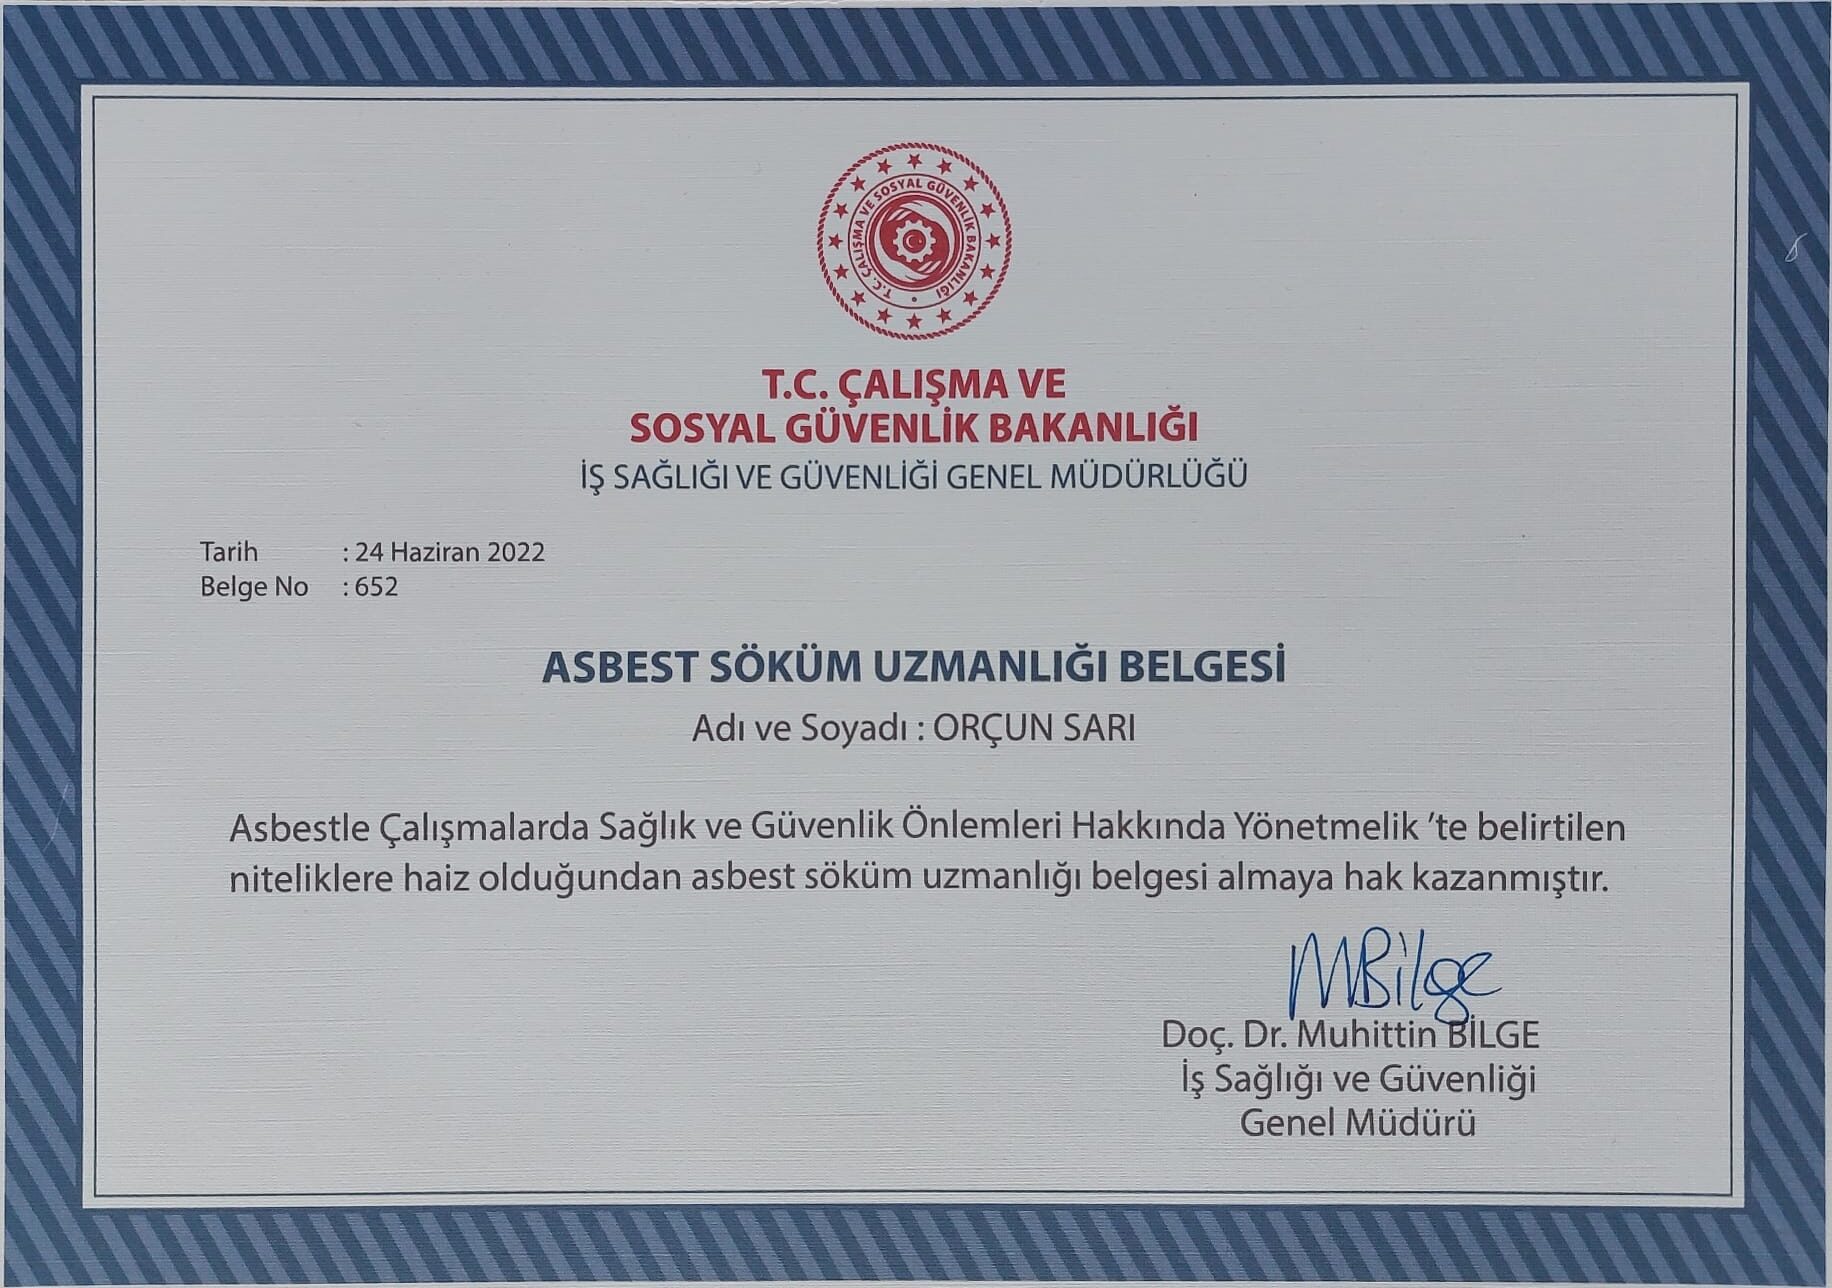 T.C. ÇALIŞMA VE SOSYAL GÜVENLİK BAKANLIĞI
T.C. ÇALIŞMA VE
SOSYAL GÜVENLİK BAKANLIĞI
İŞ SAĞLIĞI VE GÜVENLİĞİ GENEL MÜDÜRLÜĞÜ
Tarih : 24 Haziran 2022
Belge No : 652
ASBEST SÖKÜM UZMANLIĞI BELGESİ
Adı ve Soyadı : ORÇUN SARI
Asbestle Çalışmalarda Sağlık ve Güvenlik Önlemleri Hakkında Yönetmelik ’te belirtilen
niteliklere haiz olduğundan asbest söküm uzmanlığı belgesi almaya hak kazanmıştır.
MBilge
Doç. Dr. Muhittin BİLGE
İş Sağlığı ve Güvenliği
Genel Müdürü